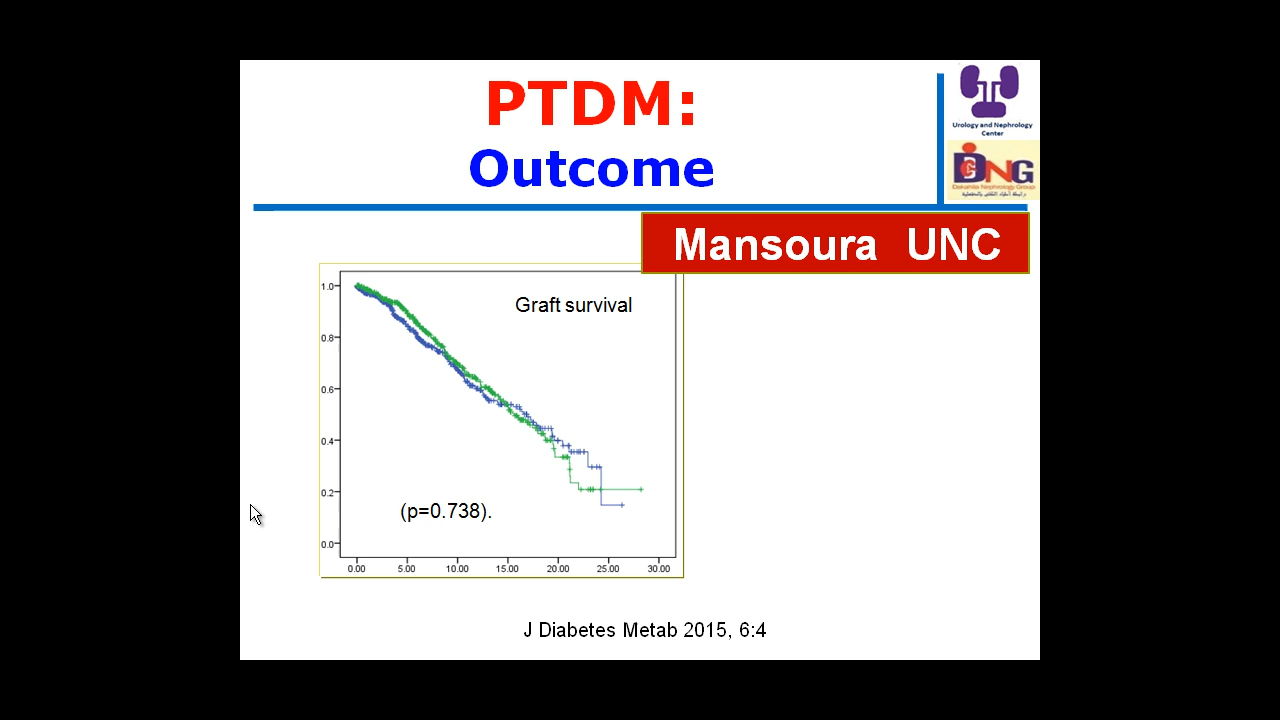 PTDM:
Outcome
Urology and Nephrology
Center
DNG
Dakahlia Nephrology Group
Mansoura UNC
Graft survival
1.0
0.8
0.6
0.4
0.2
0.0
(p=0.738).
0.00 5.00 10.00 15.00 20.00 25.00 30.00
J Diabetes Metab 2015, 6:4